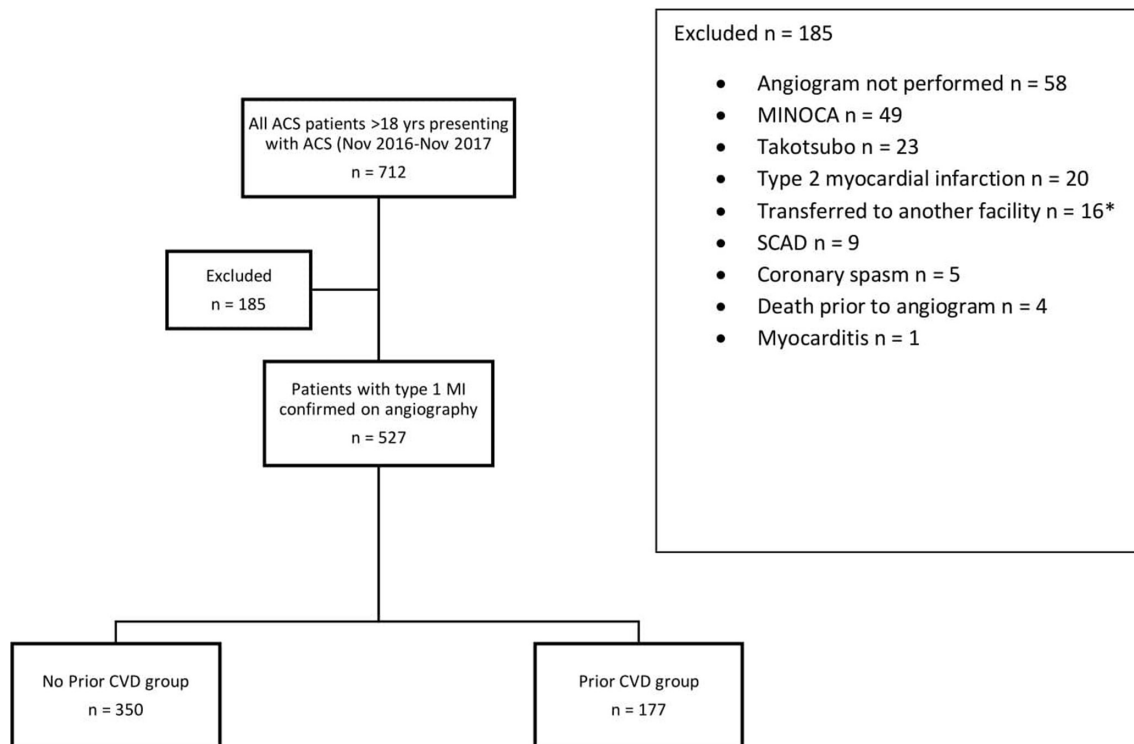 All ACS patients >18 yrs presenting
with ACS (Nov 2016-Nov 2017
n = 712
Excluded
n = 185
Patients with type 1 MI
confirmed on angiography
n = 527
No Prior CVD group
n = 350
Prior CVD group
n = 177
Excluded n = 185
• Angiogram not performed n = 58
• MINOCA n = 49
• Takotsubo n = 23
• Type 2 myocardial infarction n = 20
• Transferred to another facility n = 16*
• SCAD n = 9
• Coronary spasm n = 5
• Death prior to angiogram n = 4
• Myocarditis n = 1